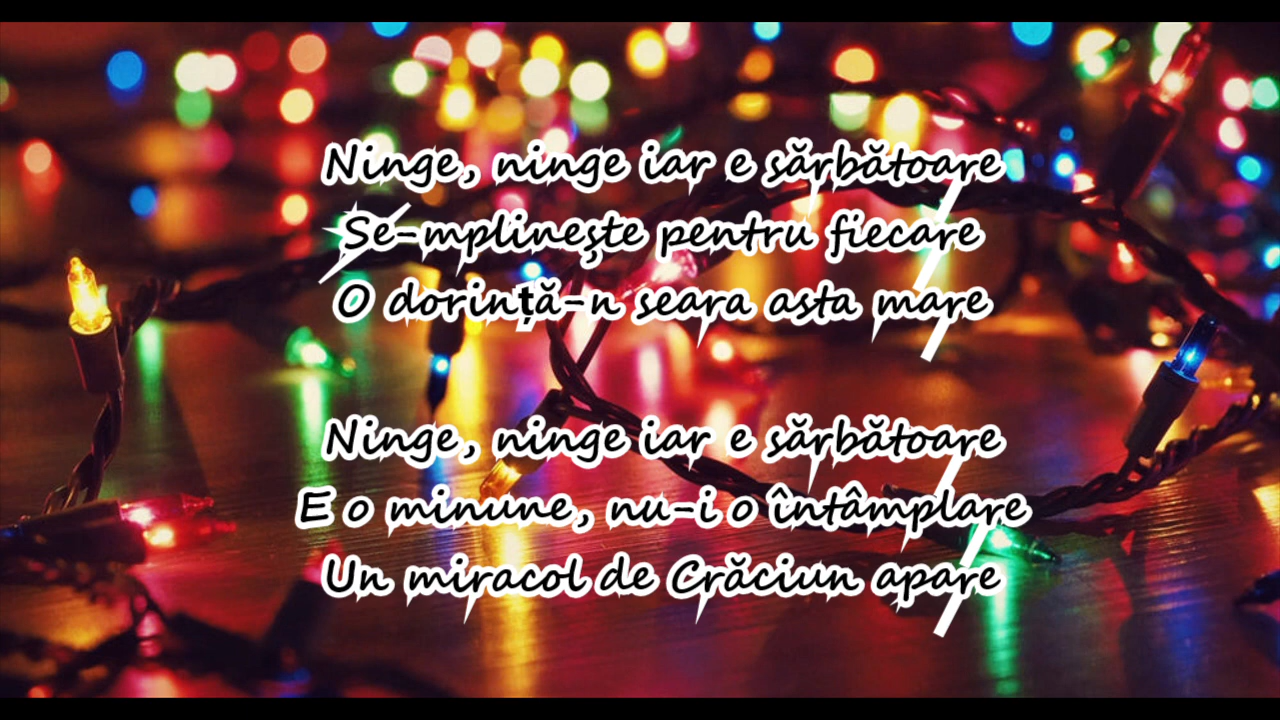 Ninge, ninge iar e sărbătoare
Se-mplinește pentru fiecare
O dorință-n seara asta mare
Ninge, ninge iar e sărbătoare
E o minune, nu-i o întâmplare
Un miracol de Crăciun apare